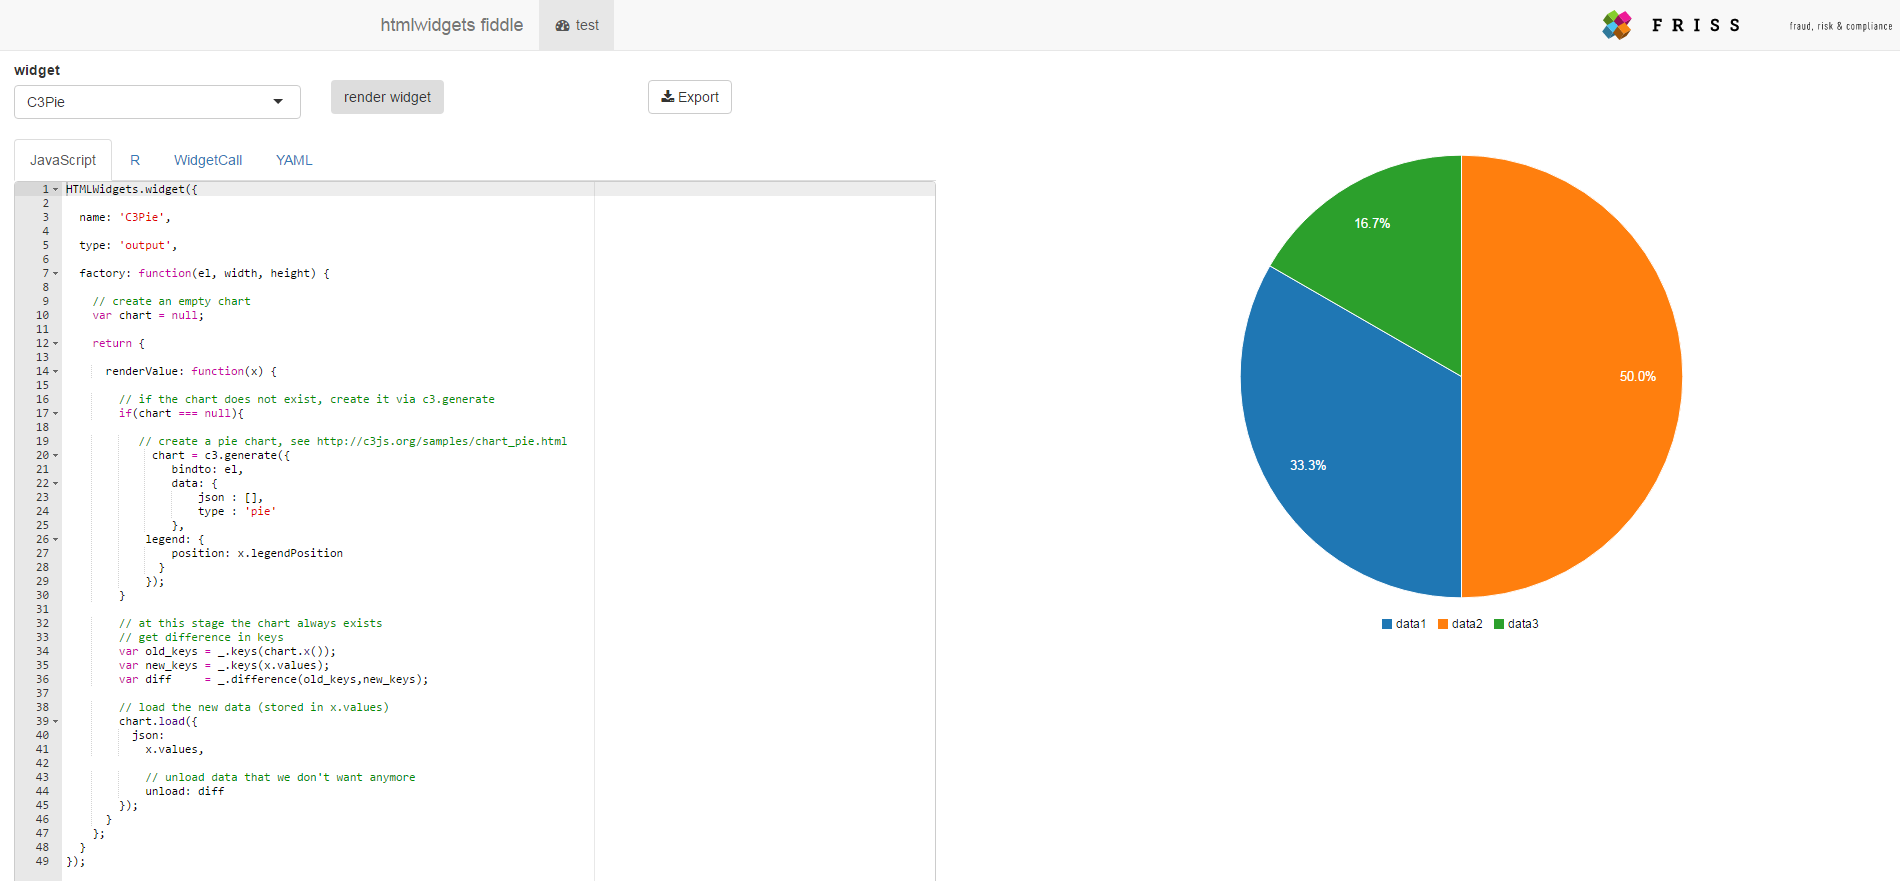 htmlwidgets fiddle test FRISS fraud, risk & compliance
widget
C3Pie render widget Export
JavaScript R WidgetCall YAML
1 HTMLWidgets.widget({
2
3 name: 'C3Pie',
4
5 type: 'output',
6
7 factory: function(el, width, height) {
8
9 // create an empty chart
10 var chart = null;
11
12 return {
13
14 renderValue: function(x) {
15
16 // if the chart does not exist, create it via c3.generate
17 if(chart === null){
18
19 // create a pie chart, see http://c3js.org/samples/chart_pie.html
20 chart = c3.generate({
21 bindto: el,
22 data: {
23 json : [],
24 type : 'pie'
25 },
26 legend: {
27 position: x.legendPosition
28 }
29 });
30 }
31
32 // at this stage the chart always exists
33 // get difference in keys
34 var old_keys = _.keys(chart.x());
35 var new_keys = _.keys(x.values);
36 var diff = _.difference(old_keys,new_keys);
37
38 // load the new data (stored in x.values)
39 chart.load({
40 json:
41 x.values,
42
43 // unload data that we don't want anymore
44 unload: diff
45 });
46 }
47 };
48 }
49 });
16.7%
50.0%
33.3%
data1 data2 data3